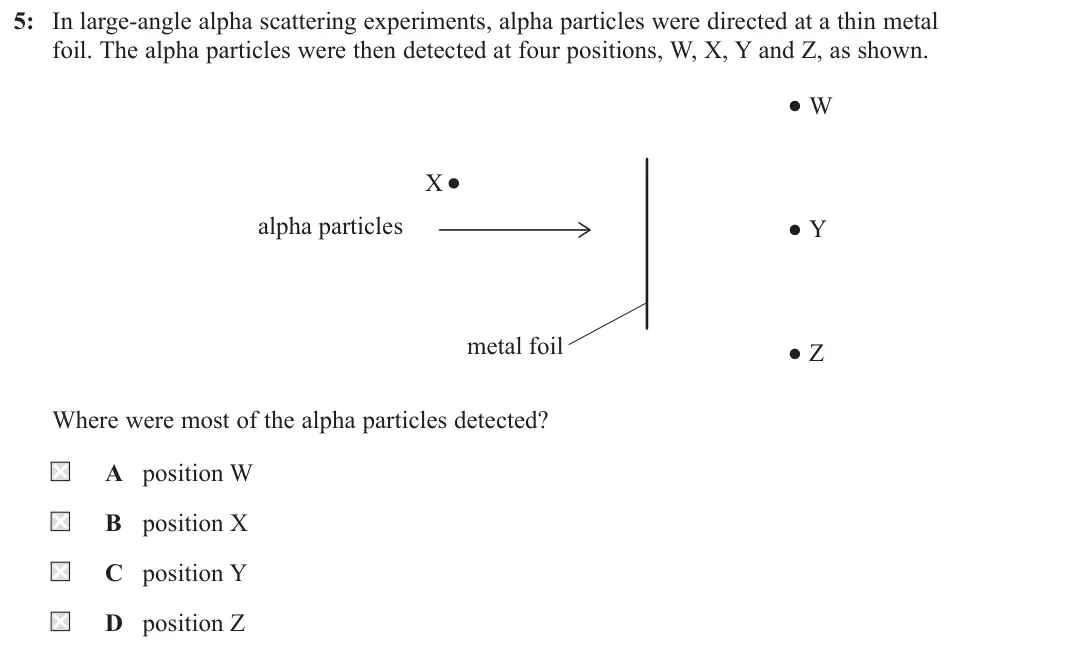 5: In large-angle alpha scattering experiments, alpha particles were directed at a thin metal
foil. The alpha particles were then detected at four positions, W, X, Y and Z, as shown.
W
X
alpha particles
Y
metal foil
Z
Where were most of the alpha particles detected?
A position W
B position X
C position Y
D position Z